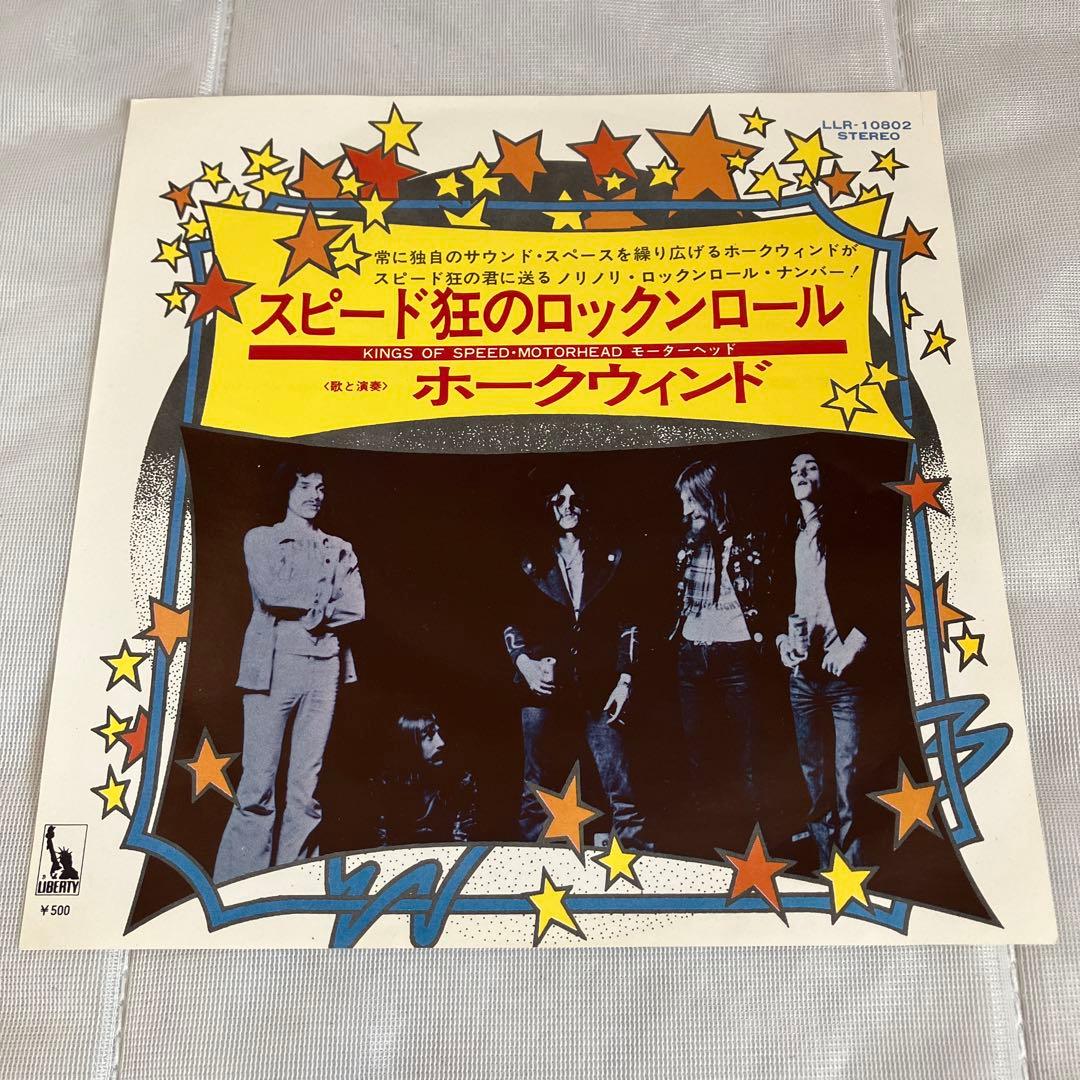 LLR-10802
STEREO
常に独自のサウンド・スペースを繰り広げるホークウィンドが
スピード狂の君に送る ノリノリ・ロックンロール・ナンバー!
スピード狂のロックンロール
KINGS OF SPEED・MOTORHEAD モーターヘッド
〈歌と演奏〉 ホークウィンド
LIBERTY
¥500